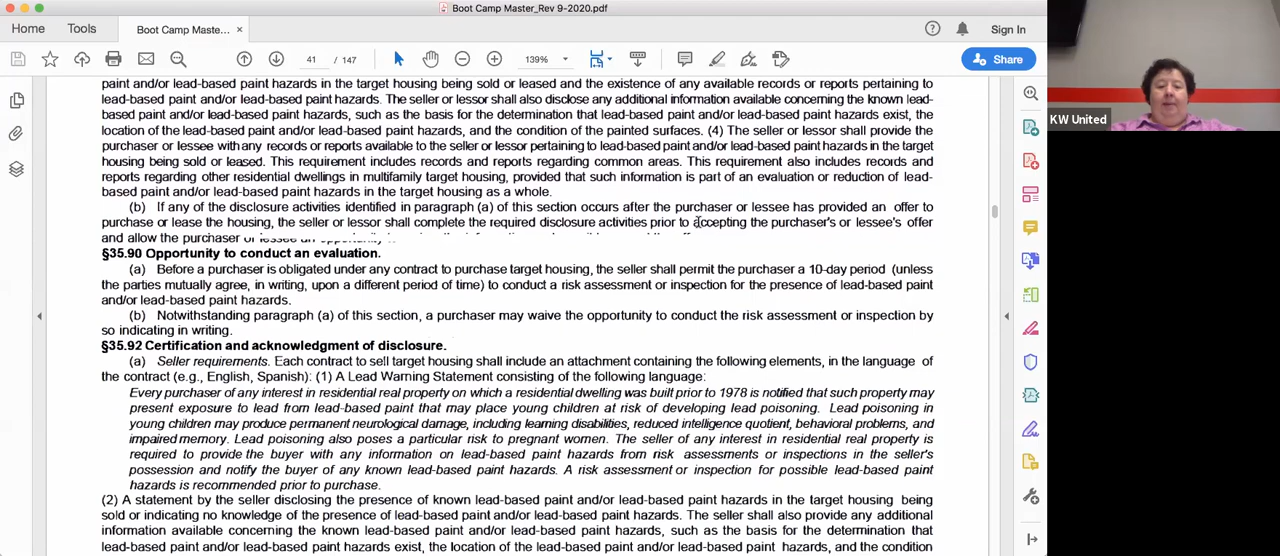 Boot Camp Master_Rev 9-2020.pdf
Home Tools Boot Camp Maste... × Sign In
41 / 147 139% Share
KW United
paint and/or lead-based paint hazards in the target housing being sold or leased and the existence of any available records or reports pertaining to
lead-based paint and/or lead-based paint hazards. The seller or lessor shall also disclose any additional information available concerning the known lead-
based paint and/or lead-based paint hazards, such as the basis for the determination that lead-based paint and/or lead-based paint hazards exist, the
location of the lead-based paint and/or lead-based paint hazards, and the condition of the painted surfaces. (4) The seller or lessor shall provide the
purchaser or lessee with any records or reports available to the seller or lessor pertaining to lead-based paint and/or lead-based paint hazards in the target
housing being sold or leased. This requirement includes records and reports regarding common areas. This requirement also includes records and
reports regarding other residential dwellings in multifamily target housing, provided that such information is part of an evaluation or reduction of lead-
based paint and/or lead-based paint hazards in the target housing as a whole.
(b) If any of the disclosure activities identified in paragraph (a) of this section occurs after the purchaser or lessee has provided an offer to
purchase or lease the housing, the seller or lessor shall complete the required disclosure activities prior to accepting the purchaser's or lessee's offer
and allow the purchaser or lessee an opportunity
§35.90 Opportunity to conduct an evaluation.
(a) Before a purchaser is obligated under any contract to purchase target housing, the seller shall permit the purchaser a 10-day period (unless
the parties mutually agree, in writing, upon a different period of time) to conduct a risk assessment or inspection for the presence of lead-based paint
and/or lead-based paint hazards.
(b) Notwithstanding paragraph (a) of this section, a purchaser may waive the opportunity to conduct the risk assessment or inspection by
so indicating in writing.
§35.92 Certification and acknowledgment of disclosure.
(a) Seller requirements. Each contract to sell target housing shall include an attachment containing the following elements, in the language of
the contract (e.g., English, Spanish): (1) A Lead Warning Statement consisting of the following language:
Every purchaser of any interest in residential real property on which a residential dwelling was built prior to 1978 is notified that such property may
present exposure to lead from lead-based paint that may place young children at risk of developing lead poisoning. Lead poisoning in
young children may produce permanent neurological damage, including learning disabilities, reduced intelligence quotient, behavioral problems, and
impaired memory. Lead poisoning also poses a particular risk to pregnant women. The seller of any interest in residential real property is
required to provide the buyer with any information on lead-based paint hazards from risk assessments or inspections in the seller's
possession and notify the buyer of any known lead-based paint hazards. A risk assessment or inspection for possible lead-based paint
hazards is recommended prior to purchase.
(2) A statement by the seller disclosing the presence of known lead-based paint and/or lead-based paint hazards in the target housing being
sold or indicating no knowledge of the presence of lead-based paint and/or lead-based paint hazards. The seller shall also provide any additional
information available concerning the known lead-based paint and/or lead-based paint hazards, such as the basis for the determination that
lead-based paint and/or lead-based paint hazards exist, the location of the lead-based paint and/or lead-based paint hazards, and the condition